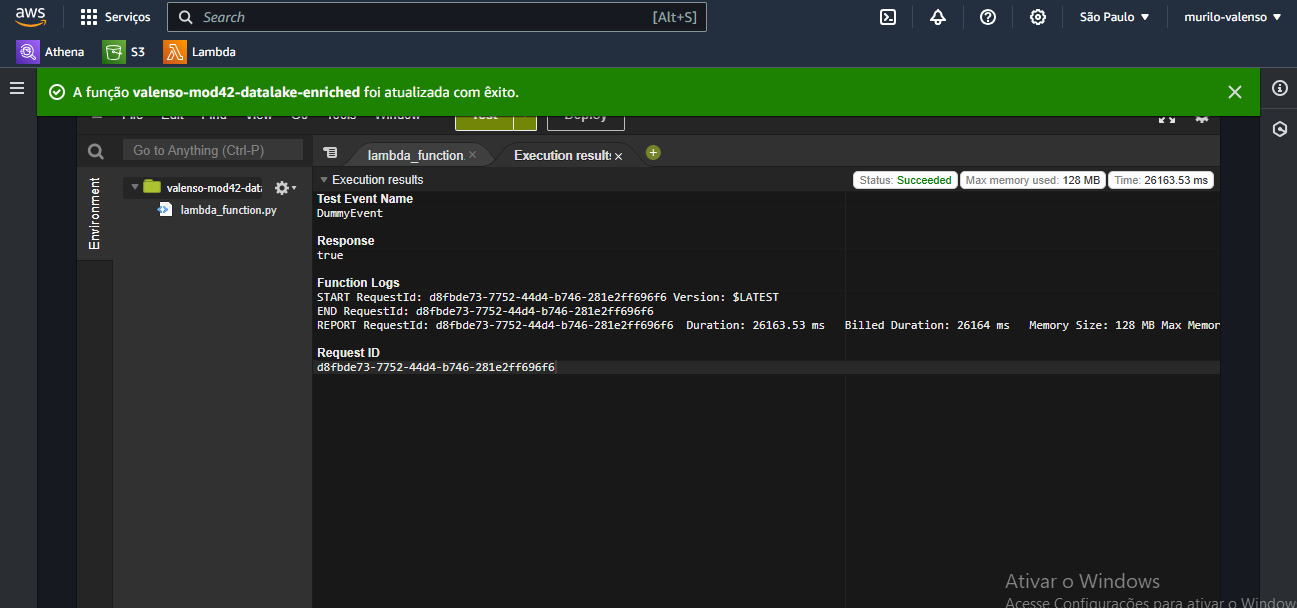 aws
Serviços
Search
[Alt+S]
São Paulo
murilo-valenso
Athena
S3
Lambda
A função valenso-mod42-datalake-enriched foi atualizada com êxito.
File Edit Find View Go Tools Window
Test
Deploy
Go to Anything (Ctrl-P)
lambda_function
Execution results
Environment
valenso-mod42-data
lambda_function.py
Execution results
Status: Succeeded
Max memory used: 128 MB
Time: 26163.53 ms
Test Event Name
DummyEvent
Response
true
Function Logs
START RequestId: d8fbde73-7752-44d4-b746-281e2ff696f6 Version: $LATEST
END RequestId: d8fbde73-7752-44d4-b746-281e2ff696f6
REPORT RequestId: d8fbde73-7752-44d4-b746-281e2ff696f6 Duration: 26163.53 ms Billed Duration: 26164 ms Memory Size: 128 MB Max Memor
Request ID
d8fbde73-7752-44d4-b746-281e2ff696f6
Ativar o Windows
Acesse Configurações para ativar o Window